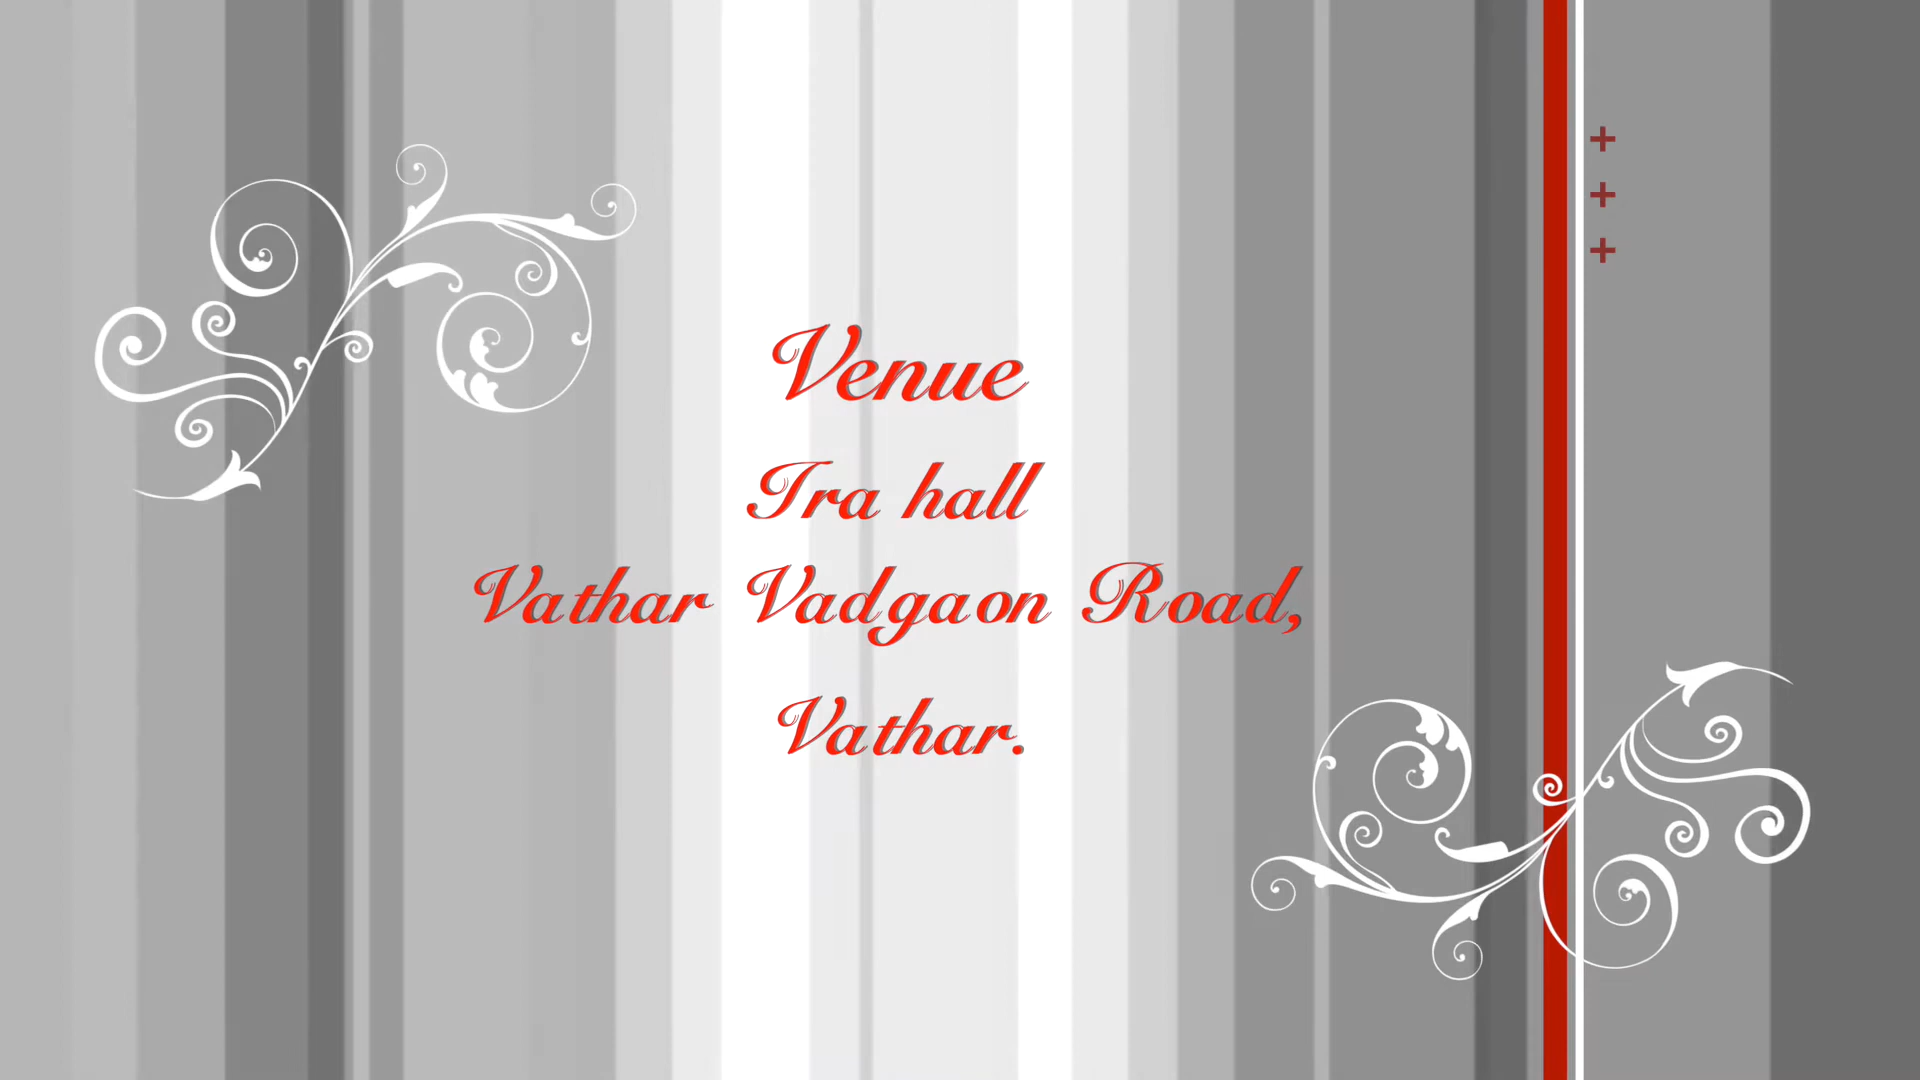 +
+
+
Venue
Ira hall
Vathar Vadgaon Road,
Vathar.